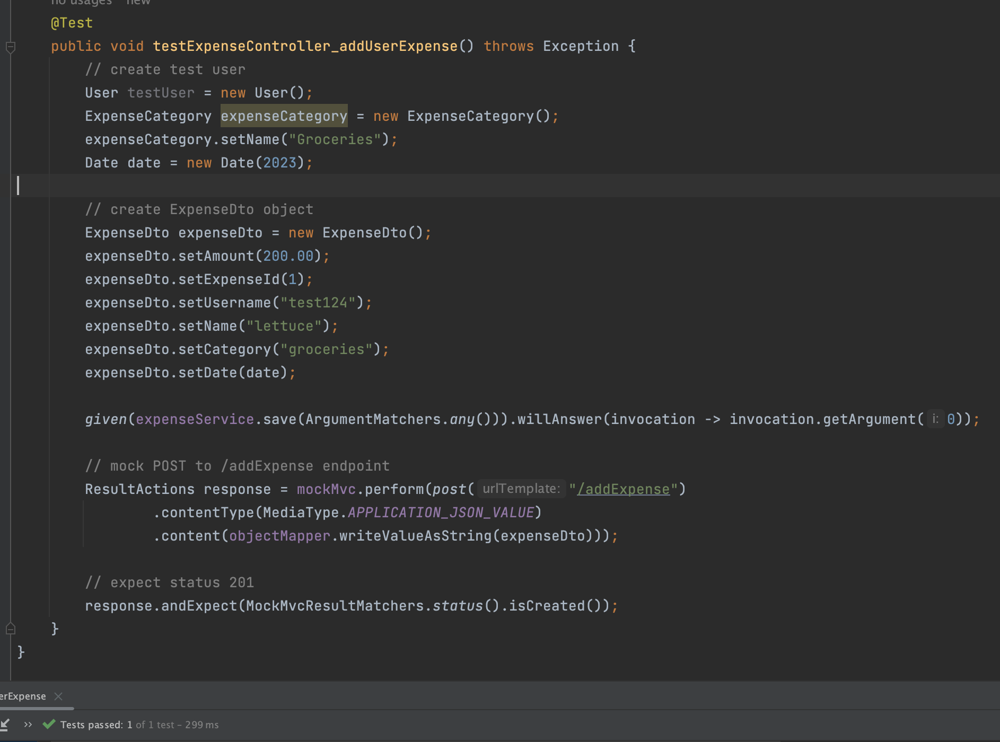 no usages   new
@Test
public void testExpenseController_addUserExpense() throws Exception {
// create test user
User testUser = new User();
ExpenseCategory expenseCategory = new ExpenseCategory();
expenseCategory.setName("Groceries");
Date date = new Date(2023);
// create ExpenseDto object
ExpenseDto expenseDto = new ExpenseDto();
expenseDto.setAmount(200.00);
expenseDto.setExpenseId(1);
expenseDto.setUsername("test124");
expenseDto.setName("lettuce");
expenseDto.setCategory("groceries");
expenseDto.setDate(date);
given(expenseService.save(ArgumentMatchers.any())).willAnswer(invocation -> invocation.getArgument( i: 0));
// mock POST to /addExpense endpoint
ResultActions response = mockMvc.perform(post( urlTemplate: "/addExpense")
.contentType(MediaType.APPLICATION_JSON_VALUE)
.content(objectMapper.writeValueAsString(expenseDto)));
// expect status 201
response.andExpect(MockMvcResultMatchers.status().isCreated());
}
}
erExpense
Tests passed: 1 of 1 test – 299 ms